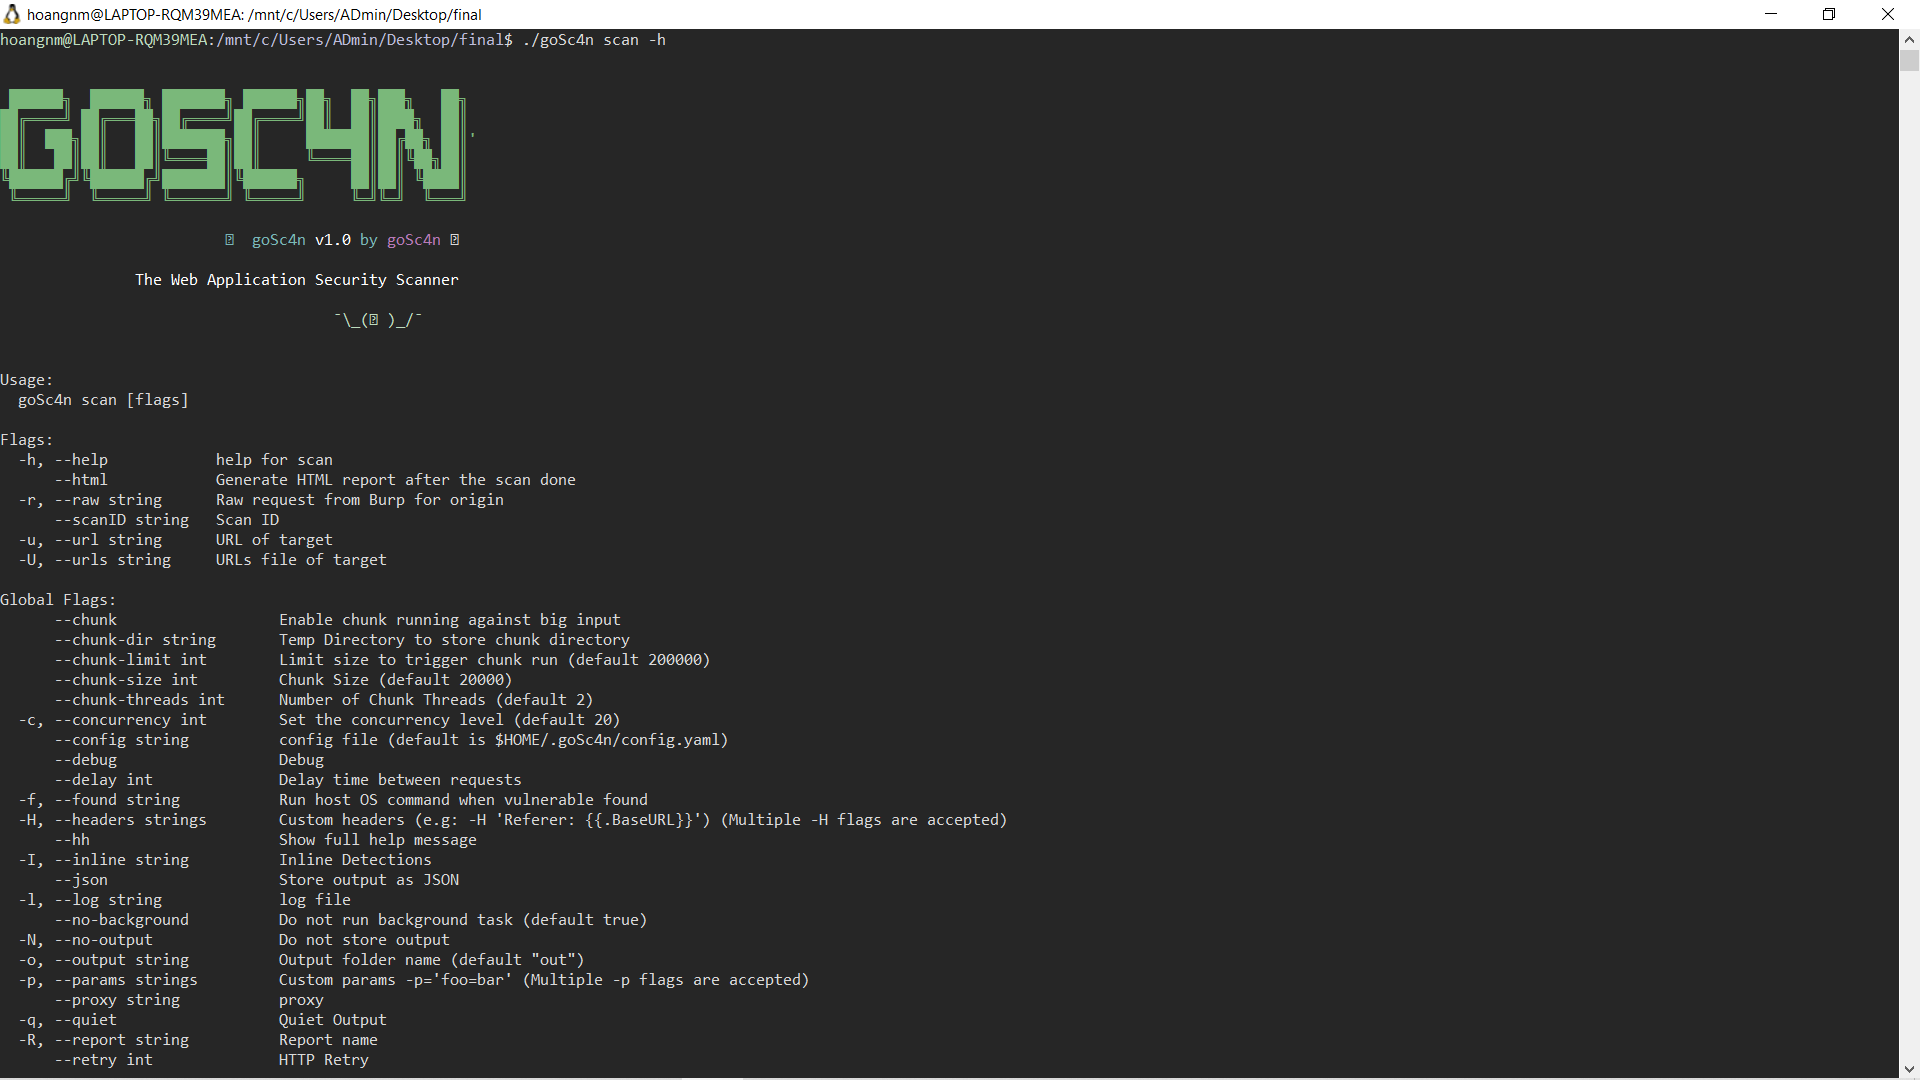 hoangnm@LAPTOP-RQM39MEA: /mnt/c/Users/ADmin/Desktop/final
hoangnm@LAPTOP-RQM39MEA:/mnt/c/Users/ADmin/Desktop/final$ ./goSc4n scan -h
GOSC4N
goSc4n v1.0 by goSc4n
The Web Application Security Scanner
¯\_( )_/¯
Usage:
goSc4n scan [flags]
Flags:
-h, --help help for scan
--html Generate HTML report after the scan done
-r, --raw string Raw request from Burp for origin
--scanID string Scan ID
-u, --url string URL of target
-U, --urls string URLs file of target
Global Flags:
--chunk Enable chunk running against big input
--chunk-dir string Temp Directory to store chunk directory
--chunk-limit int Limit size to trigger chunk run (default 200000)
--chunk-size int Chunk Size (default 20000)
--chunk-threads int Number of Chunk Threads (default 2)
-c, --concurrency int Set the concurrency level (default 20)
--config string config file (default is $HOME/.goSc4n/config.yaml)
--debug Debug
--delay int Delay time between requests
-f, --found string Run host OS command when vulnerable found
-H, --headers strings Custom headers (e.g: -H 'Referer: {{.BaseURL}}') (Multiple -H flags are accepted)
--hh Show full help message
-I, --inline string Inline Detections
--json Store output as JSON
-l, --log string log file
--no-background Do not run background task (default true)
-N, --no-output Do not store output
-o, --output string Output folder name (default "out")
-p, --params strings Custom params -p='foo=bar' (Multiple -p flags are accepted)
--proxy string proxy
-q, --quiet Quiet Output
-R, --report string Report name
--retry int HTTP Retry